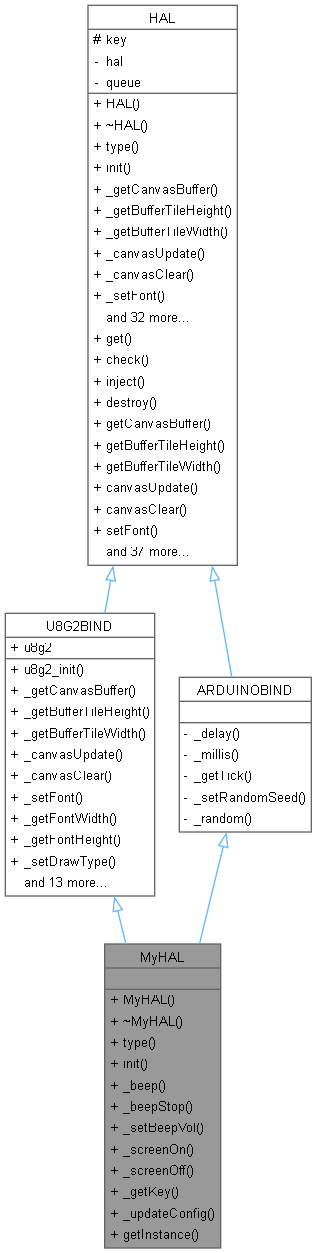 HAL
# key
- hal
- queue
+ HAL()
+ ~HAL()
+ type()
+ init()
+ _getCanvasBuffer()
+ _getBufferTileHeight()
+ _getBufferTileWidth()
+ _canvasUpdate()
+ _canvasClear()
+ _setFont()
and 32 more...
+ get()
+ check()
+ inject()
+ destroy()
+ getCanvasBuffer()
+ getBufferTileHeight()
+ getBufferTileWidth()
+ canvasUpdate()
+ canvasClear()
+ setFont()
and 37 more...
U8G2BIND
+ u8g2
+ u8g2_init()
+ _getCanvasBuffer()
+ _getBufferTileHeight()
+ _getBufferTileWidth()
+ _canvasUpdate()
+ _canvasClear()
+ _setFont()
+ _getFontWidth()
+ _getFontHeight()
+ _setDrawType()
and 13 more...
ARDUINOBIND
- _delay()
- _millis()
- _getTick()
- _setRandomSeed()
- _random()
MyHAL
+ MyHAL()
+ ~MyHAL()
+ type()
+ init()
+ _beep()
+ _beepStop()
+ _setBeepVol()
+ _screenOn()
+ _screenOff()
+ _getKey()
+ _updateConfig()
+ getInstance()